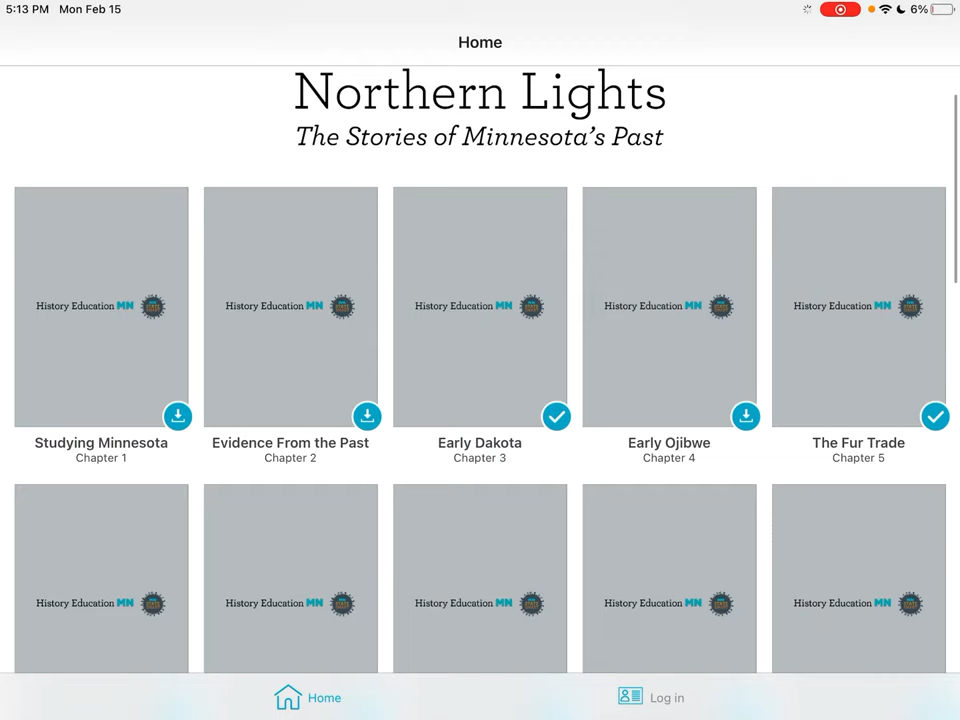 5:13 PM Mon Feb 15 6%
Home
Northern Lights
The Stories of Minnesota's Past
History Education MN History Education MN History Education MN History Education MN History Education MN
Studying Minnesota Evidence From the Past Early Dakota Early Ojibwe The Fur Trade
Chapter 1 Chapter 2 Chapter 3 Chapter 4 Chapter 5
History Education MN History Education MN History Education MN History Education MN History Education MN
Home Log in